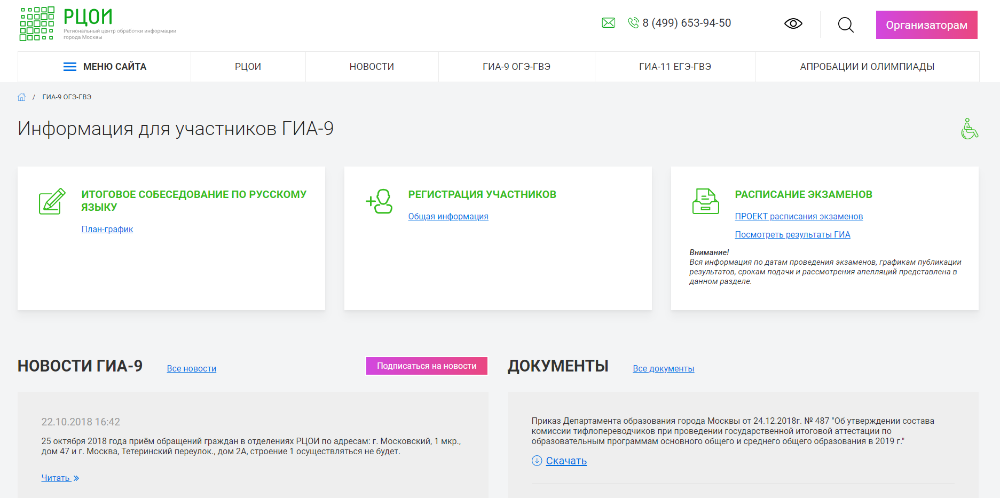 РЦОИ
Региональный центр обработки информации
города Москвы
8 (499) 653-94-50
Организаторам
МЕНЮ САЙТА
РЦОИ
НОВОСТИ
ГИА-9 ОГЭ-ГВЭ
ГИА-11 ЕГЭ-ГВЭ
АПРОБАЦИИ И ОЛИМПИАДЫ
/ ГИА-9 ОГЭ-ГВЭ
Информация для участников ГИА-9
ИТОГОВОЕ СОБЕСЕДОВАНИЕ ПО РУССКОМУ
ЯЗЫКУ
План-график
РЕГИСТРАЦИЯ УЧАСТНИКОВ
Общая информация
РАСПИСАНИЕ ЭКЗАМЕНОВ
ПРОЕКТ расписания экзаменов
Посмотреть результаты ГИА
Внимание!
Вся информация по датам проведения экзаменов, графикам публикации
результатов, срокам подачи и рассмотрения апелляций представлена в
данном разделе.
НОВОСТИ ГИА-9
Все новости
Подписаться на новости
22.10.2018 16:42
25 октября 2018 года приём обращений граждан в отделениях РЦОИ по адресам: г. Московский, 1 мкр.,
дом 47 и г. Москва, Тетеринский переулок., дом 2А, строение 1 осуществляться не будет.
Читать »
ДОКУМЕНТЫ
Все документы
Приказ Департамента образования города Москвы от 24.12.2018г. № 487 "Об утверждении состава
комиссии тифлопереводчиков при проведении государственной итоговой аттестации по
образовательным программам основного общего и среднего общего образования в 2019 г."
Скачать